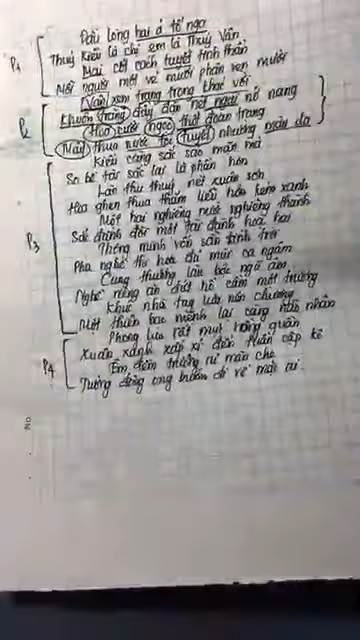 Đầu lòng hai ả tố nga
P1 Thuý Kiều là chị em là Thuý Vân
Mai cốt cách tuyết tinh thần
Mỗi người một vẻ mười phân vẹn mười
Vân xem trang trọng khác vời
P2 Khuôn trăng đầy đặn nét ngài nở nang
Hoa cười ngọc thốt đoan trang
Mây thua nước tóc tuyết nhường màu da
Kiều càng sắc sảo mặn mà
So bề tài sắc lại là phần hơn
Làn thu thuỷ nét xuân sơn
Hoa ghen thua thắm liễu hờn kém xanh
Một hai nghiêng nước nghiêng thành
P3 Sắc đành đòi một tài đành hoạ hai
Thông minh vốn sẵn tính trời
Pha nghề thi hoạ đủ mùi ca ngâm
Cung thương lầu bậc ngũ âm
Nghề riêng ăn đứt hồ cầm một trương
Khúc nhà tay lựa nên chương
Một thiên bạc mệnh lại càng não nhân
Phong lưu rất mực hồng quần
P4 Xuân xanh xấp xỉ đến tuần cập kê
Êm đềm trướng rủ màn che
Tường đông ong bướm đi về mặc ai
No